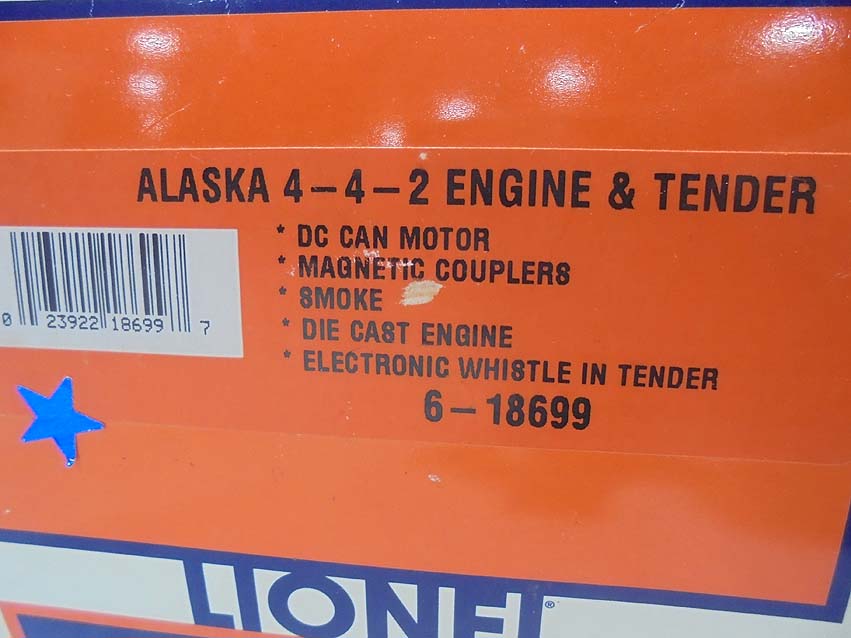 ALASKA 4-4-2 ENGINE & TENDER
* DC CAN MOTOR
* MAGNETIC COUPLERS
* SMOKE
* DIE CAST ENGINE
* ELECTRONIC WHISTLE IN TENDER
6-18699
0 23922 18699 7
LIONEL®